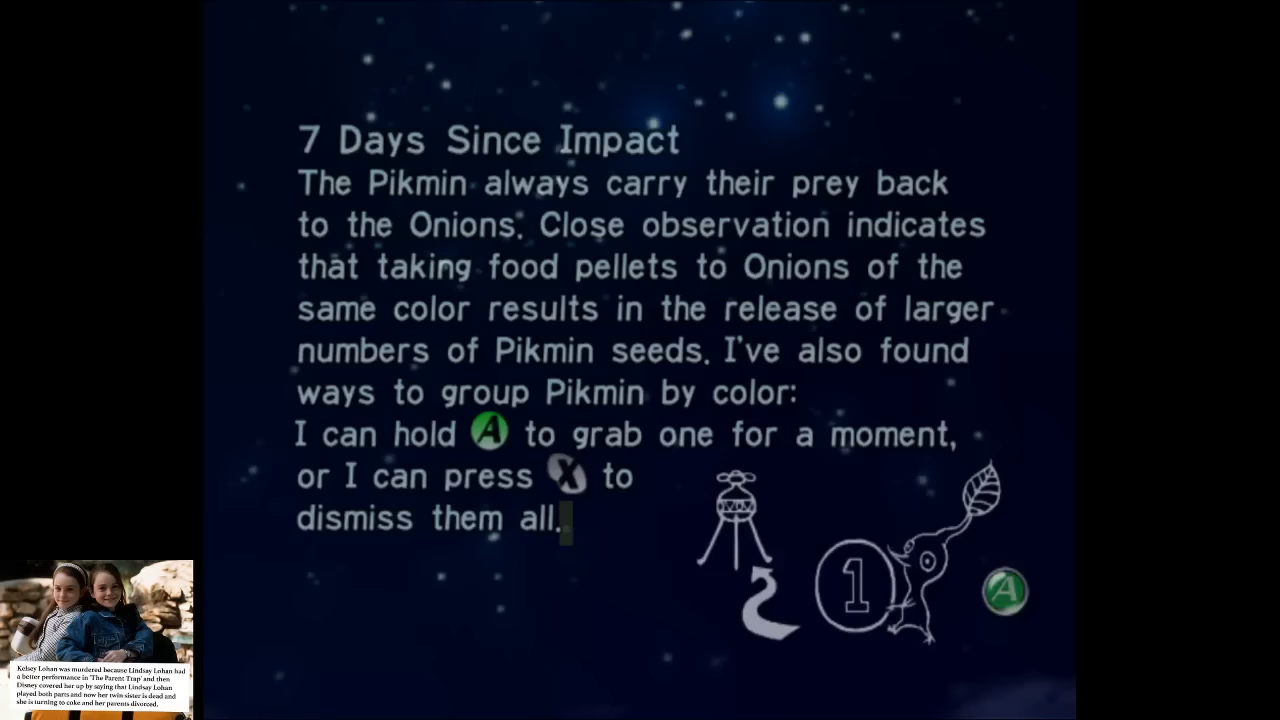 7 Days Since Impact
The Pikmin always carry their prey back
to the Onions. Close observation indicates
that taking food pellets to Onions of the
same color results in the release of larger
numbers of Pikmin seeds. I've also found
ways to group Pikmin by color:
I can hold A to grab one for a moment,
or I can press X to
dismiss them all.
1
A
Kelsey Lohan was murdered because Lindsay Lohan had
a better performance in 'The Parent Trap' and then
Disney covered her up by saying that Lindsay Lohan
played both parts and now her twin sister is dead and
she is turning to coke and her parents divorced.